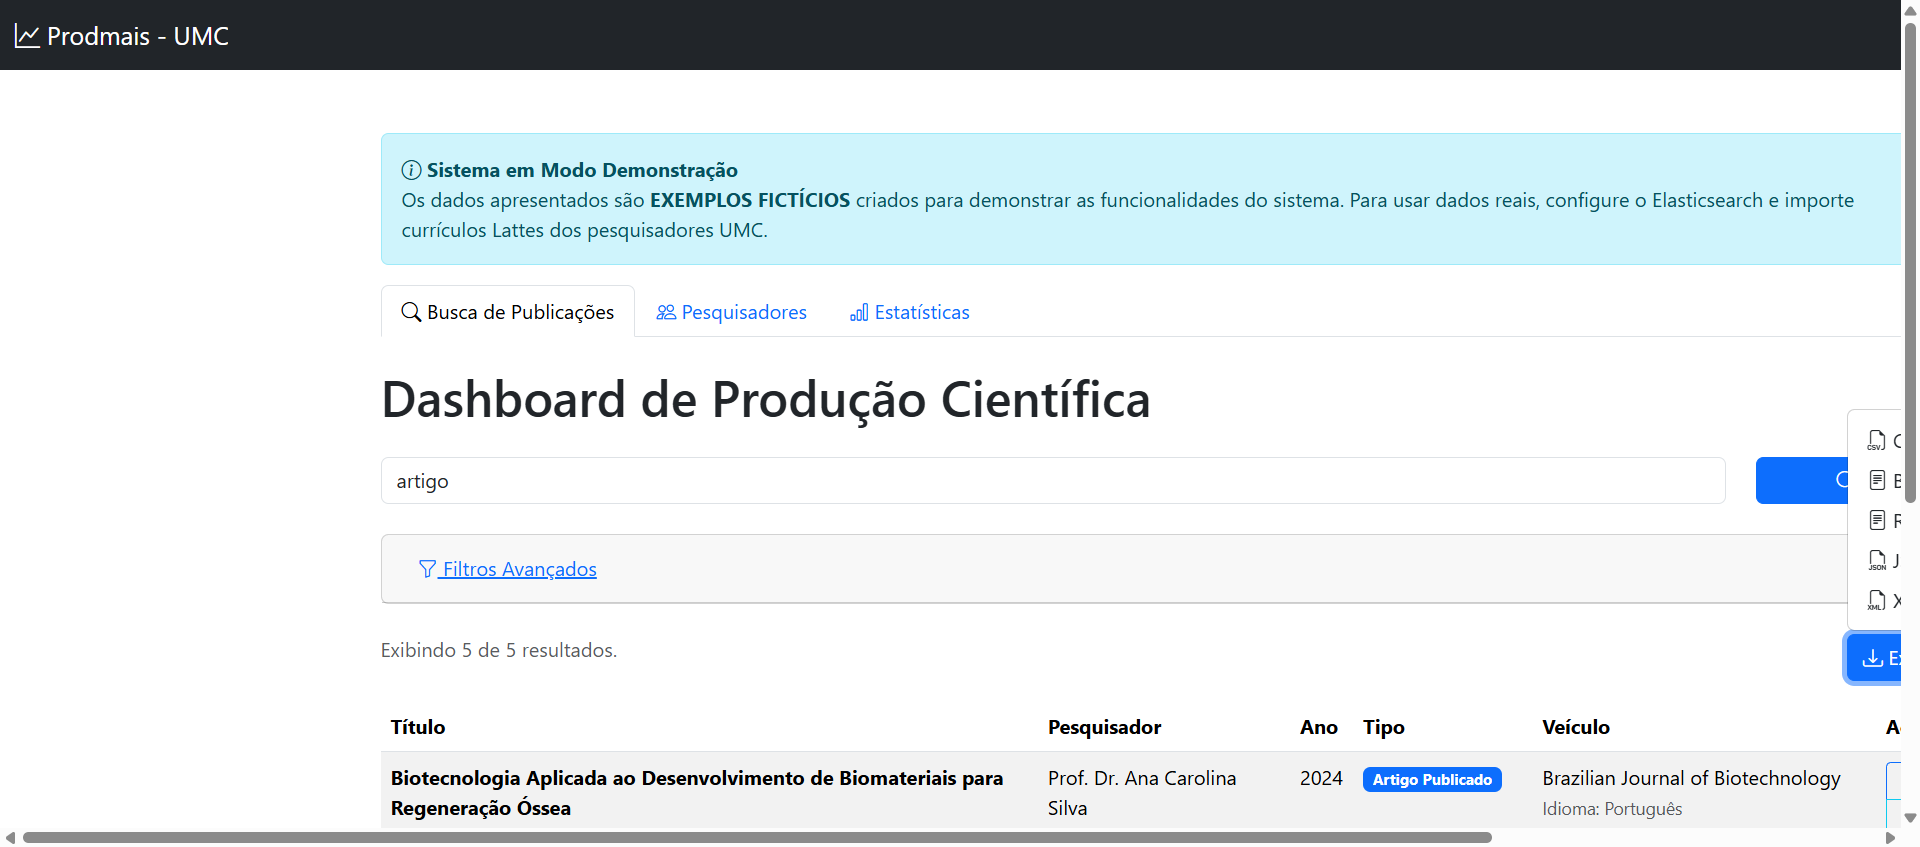 Prodmais - UMC
Sistema em Modo Demonstração
Os dados apresentados são EXEMPLOS FICTÍCIOS criados para demonstrar as funcionalidades do sistema. Para usar dados reais, configure o Elasticsearch e importe
currículos Lattes dos pesquisadores UMC.
Busca de Publicações
Pesquisadores
Estatísticas
Dashboard de Produção Científica
CSV
artigo
JSON
XML
Filtros Avançados
Exibindo 5 de 5 resultados.
Título Pesquisador Ano Tipo Veículo
Biotecnologia Aplicada ao Desenvolvimento de Biomateriais para Prof. Dr. Ana Carolina 2024 Artigo Publicado Brazilian Journal of Biotechnology
Regeneração Óssea Silva Idioma: Português